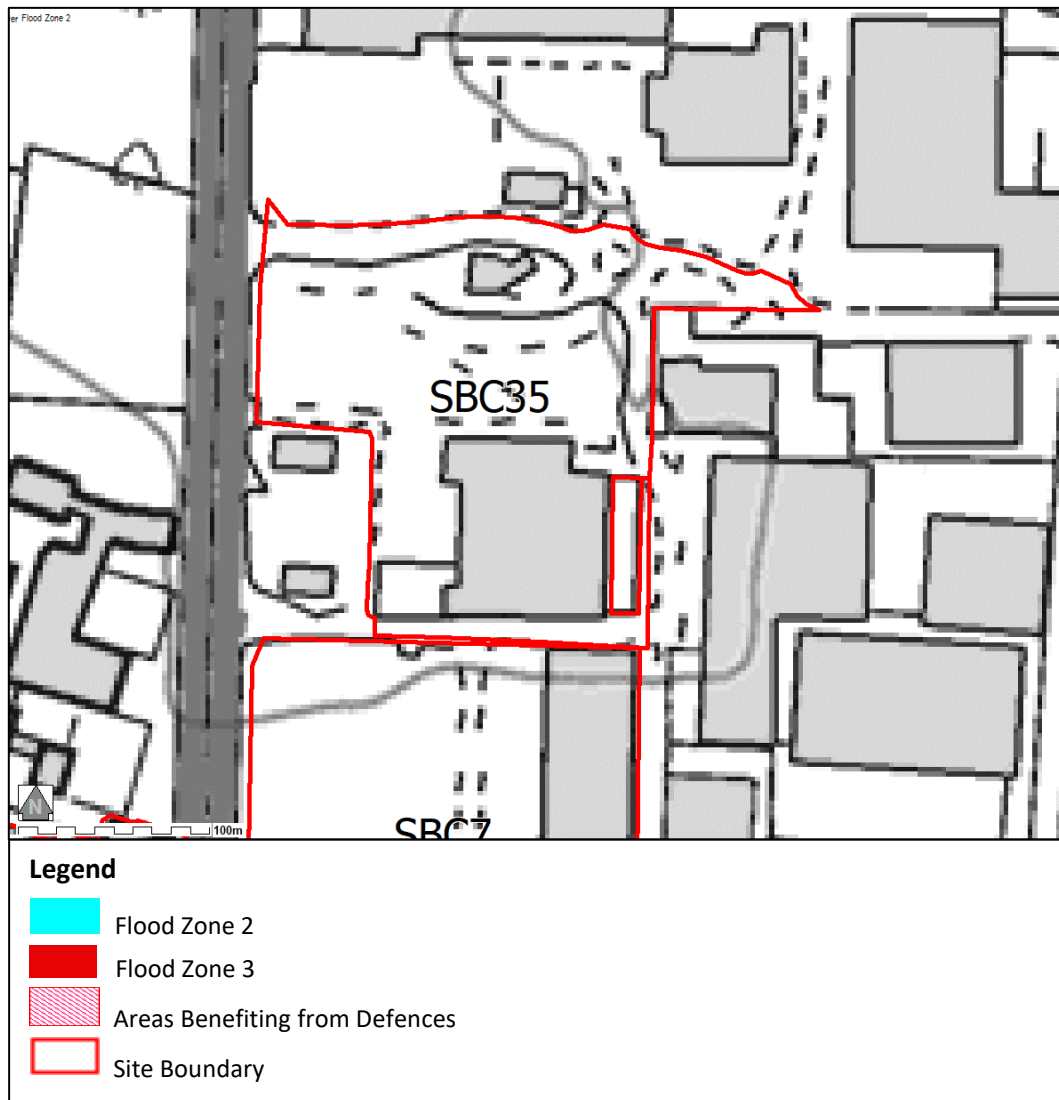 er Flood Zone 2
SBC35
N
100m
SBC7
Legend
Flood Zone 2
Flood Zone 3
Areas Benefiting from Defences
Site Boundary